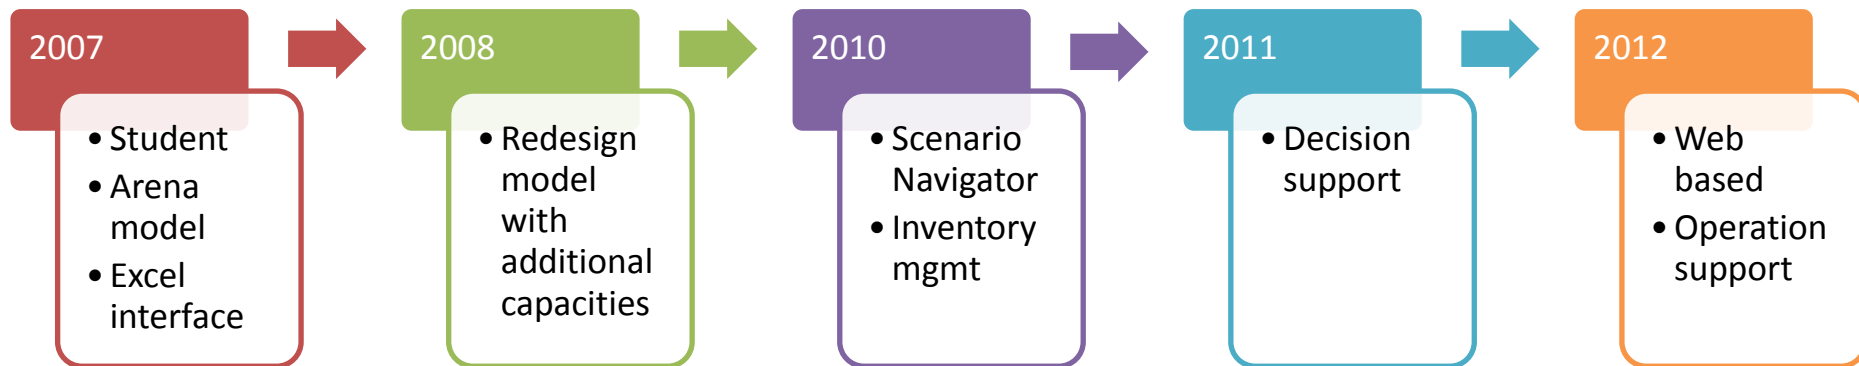 2007
• Student
• Arena
model
• Excel
interface
2008
• Redesign
model
with
additional
capacities
2010
• Scenario
Navigator
• Inventory
mgmt
2011
• Decision
support
2012
• Web
based
• Operation
support